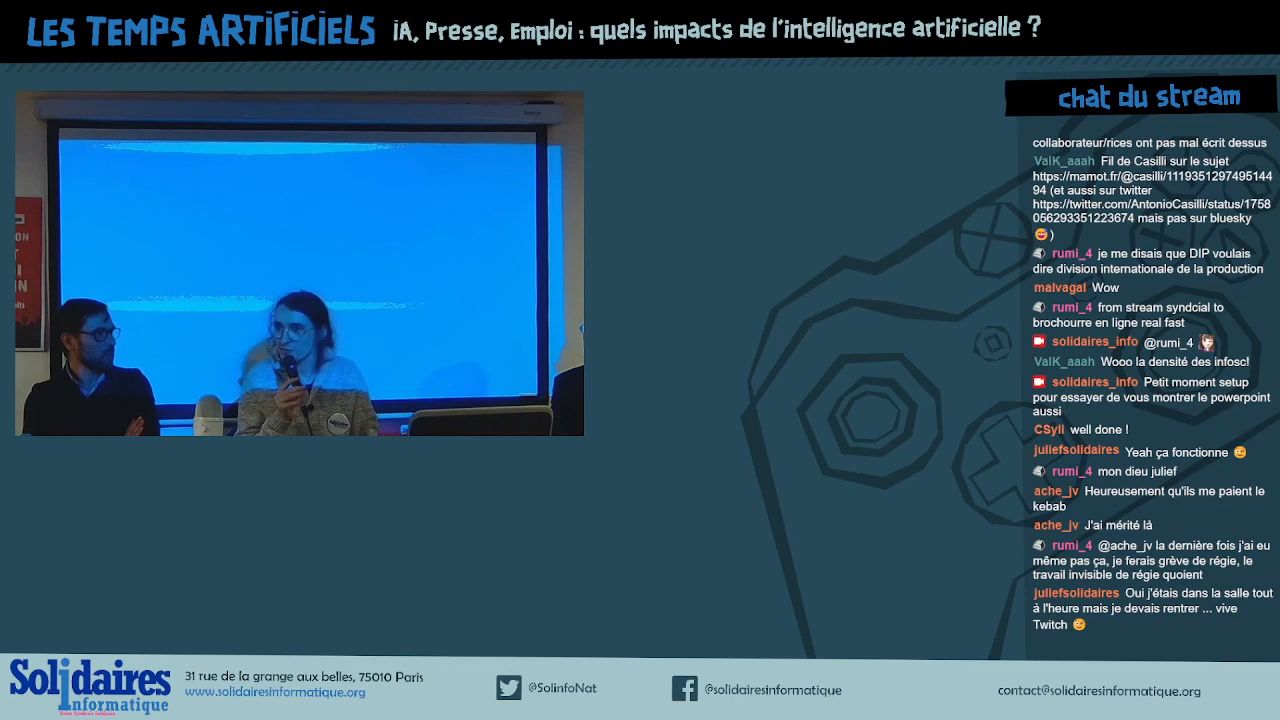 LES TEMPS ARTIFICIELS iA, Presse, Emploi : quels impacts de l'intelligence artificielle ?
chat du stream
collaborateur/rices ont pas mal écrit dessus
ValK_aaah Fil de Casilli sur le sujet
https://mamot.fr/@casilli/1119351297495144
94 (et aussi sur twitter
https://twitter.com/AntonioCasilli/status/1758
056293351223674 mais pas sur bluesky
😅)
rumi_4 je me disais que DIP voulais
dire division internationale de la production
malvagal Wow
rumi_4 from stream syndcial to
brochourre en ligne real fast
solidaires_info @rumi_4
ValK_aaah Wooo la densité des infosc!
solidaires_info Petit moment setup
pour essayer de vous montrer le powerpoint
aussi
CSyll well done !
juliefsolidaires Yeah ça fonctionne 😉
rumi_4 mon dieu julief
ache_jv Heureusement qu'ils me paient le
kebab
ache_jv J'ai mérité là
rumi_4 @ache_jv la dernière fois j'ai eu
même pas ça, je ferais grève de régie, le
travail invisible de régie quoient
juliefsolidaires Oui j'étais dans la salle tout
à l'heure mais je devais rentrer ... vive
Twitch 😉
Solidaires
Informatique
31 rue de la grange aux belles, 75010 Paris
www.solidairesinformatique.org
@SolinfoNat
@solidairesinformatique
contact@solidairesinformatique.org